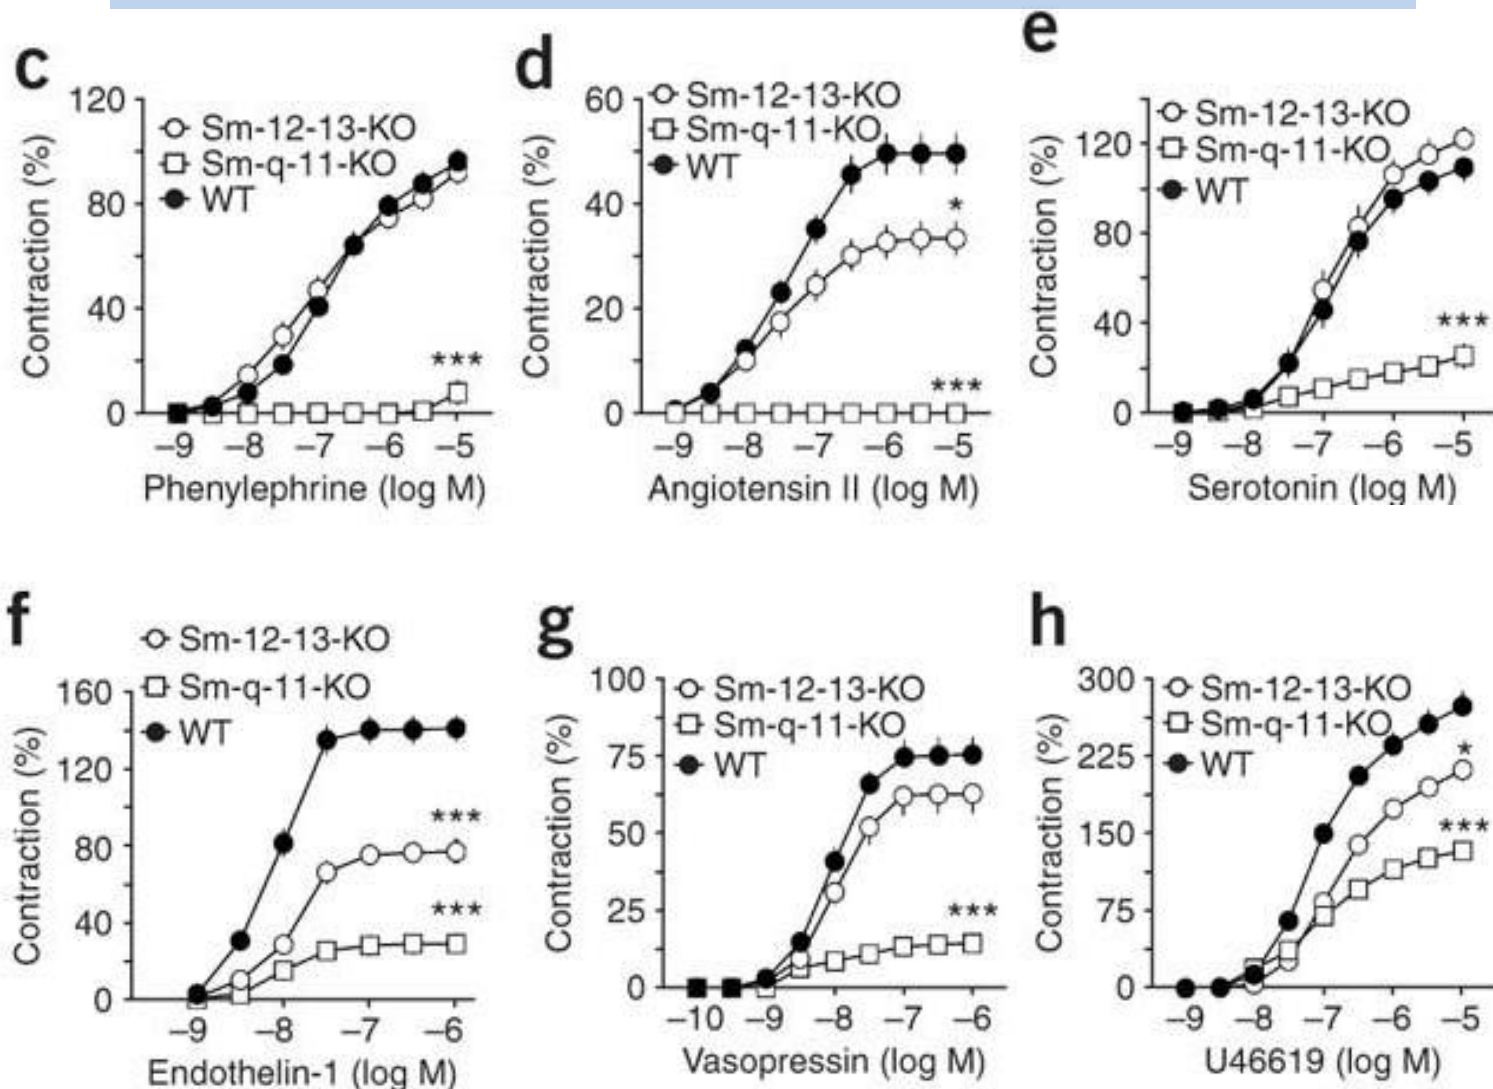 c
120
Sm-12-13-KO
Sm-q-11-KO
WT
80
40
0
***
Contraction (%)
–9 –8 –7 –6 –5
Phenylephrine (log M)
d
60
Sm-12-13-KO
Sm-q-11-KO
WT
40
20
0
*
***
Contraction (%)
–9 –8 –7 –6 –5
Angiotensin II (log M)
e
Sm-12-13-KO
120
Sm-q-11-KO
WT
80
40
0
***
Contraction (%)
–9 –8 –7 –6 –5
Serotonin (log M)
f
Sm-12-13-KO
160
Sm-q-11-KO
WT
120
80
40
0
***
***
Contraction (%)
–9 –8 –7 –6
Endothelin-1 (log M)
g
100
Sm-12-13-KO
Sm-q-11-KO
WT
75
50
25
0
***
Contraction (%)
–10 –9 –8 –7 –6
Vasopressin (log M)
h
300
Sm-12-13-KO
Sm-q-11-KO
WT
225
150
75
0
*
***
Contraction (%)
–9 –8 –7 –6 –5
U46619 (log M)